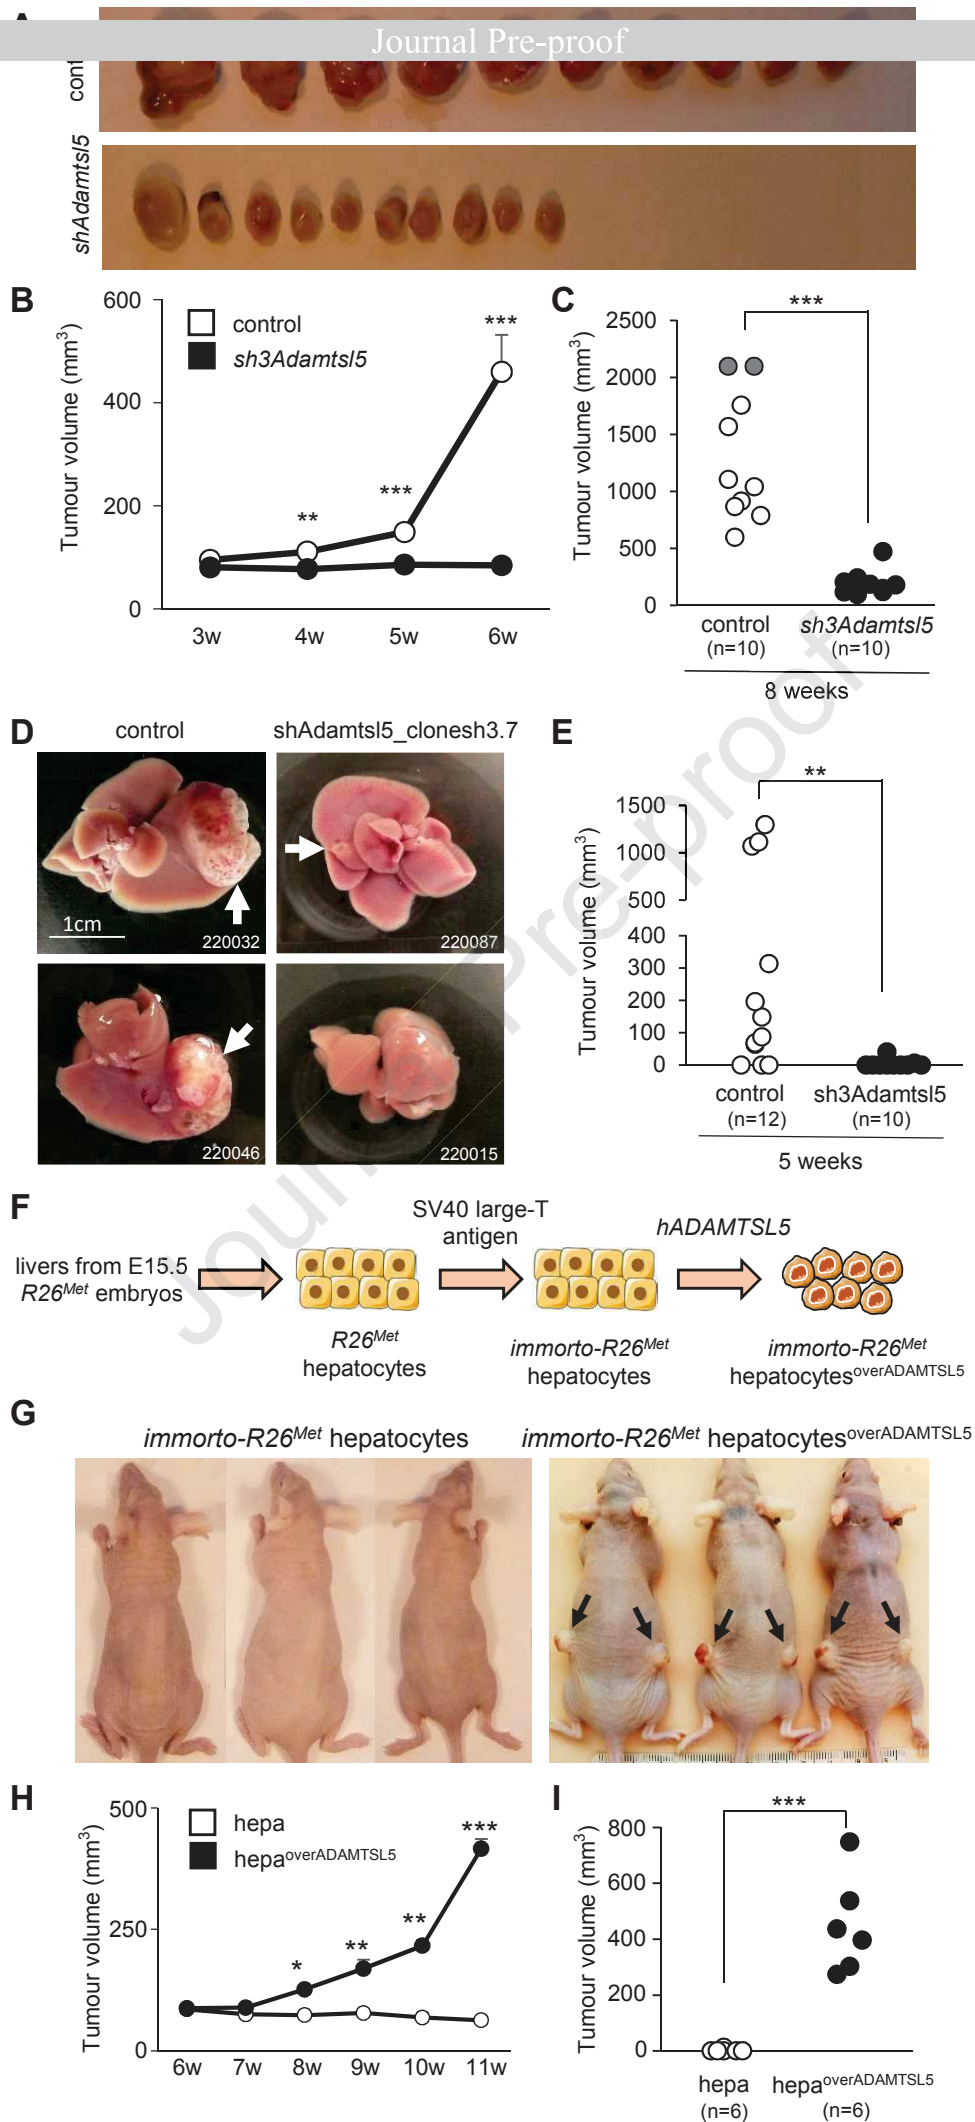 Journal Pre-proof
A
cont
shAdamtsl5
B
Tumour volume (mm³)
600
400
200
0
control
sh3Adamtsl5
**
***
***
3w 4w 5w 6w
C
Tumour volume (mm³)
2500
2000
1500
1000
500
0
***
control sh3Adamtsl5
(n=10) (n=10)
8 weeks
D
control shAdamtsl5_clonesh3.7
1cm
220032
220087
220046
220015
E
Tumour volume (mm³)
1500
1000
500
400
300
200
100
0
**
control sh3Adamtsl5
(n=12) (n=10)
5 weeks
F
livers from E15.5
R26Met embryos
R26Met
hepatocytes
SV40 large-T
antigen
immorto-R26Met
hepatocytes
hADAMTSL5
immorto-R26Met
hepatocytesoverADAMTSL5
G
immorto-R26Met hepatocytes immorto-R26Met hepatocytesoverADAMTSL5
H
Tumour volume (mm³)
500
250
0
hepa
hepaoverADAMTSL5
*
**
**
***
6w 7w 8w 9w 10w 11w
I
Tumour volume (mm³)
800
600
400
200
0
***
hepa hepaoverADAMTSL5
(n=6) (n=6)
Journal Pre-proof